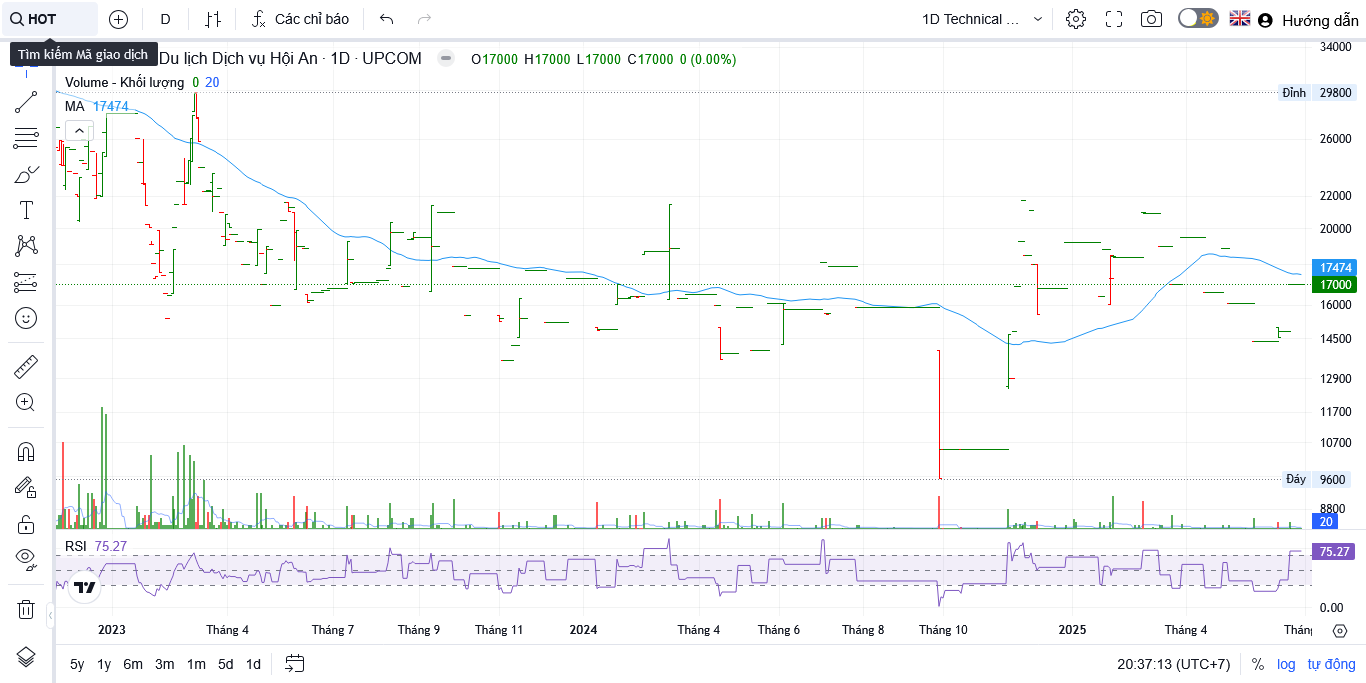 HOT
D
Các chỉ báo
1D Technical ...
Hướng dẫn
Tìm kiếm Mã giao dịch
Du lịch Dịch vụ Hội An · 1D · UPCOM
O17000 H17000 L17000 C17000 0 (0.00%)
Volume - Khối lượng 0 20
MA 17474
34000
Đỉnh 29800
26000
22000
20000
17474
17000
16000
14500
12900
11700
10700
Đáy 9600
8800
20
RSI 75.27
75.27
0.00
2023 Tháng 4 Tháng 7 Tháng 9 Tháng 11 2024 Tháng 4 Tháng 6 Tháng 8 Tháng 10 2025 Tháng 4
5y 1y 6m 3m 1m 5d 1d
20:37:13 (UTC+7) % log tự động